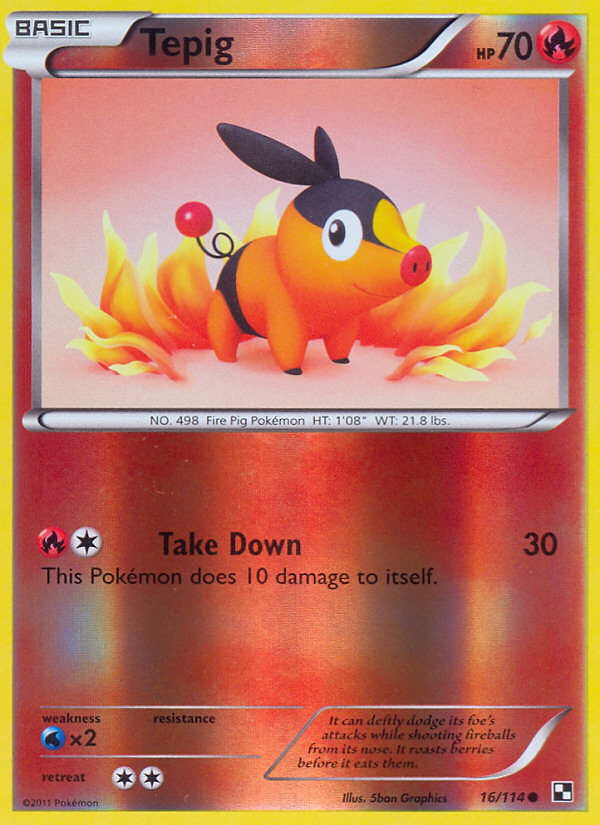 BASIC
Tepig
HP 70
NO. 498 Fire Pig Pokémon HT: 1'08" WT: 21.8 lbs.
Take Down 30
This Pokémon does 10 damage to itself.
weakness resistance
×2
retreat
It can deftly dodge its foe's
attacks while shooting fireballs
from its nose. It roasts berries
before it eats them.
©2011 Pokémon
Illus. 5ban Graphics 16/114